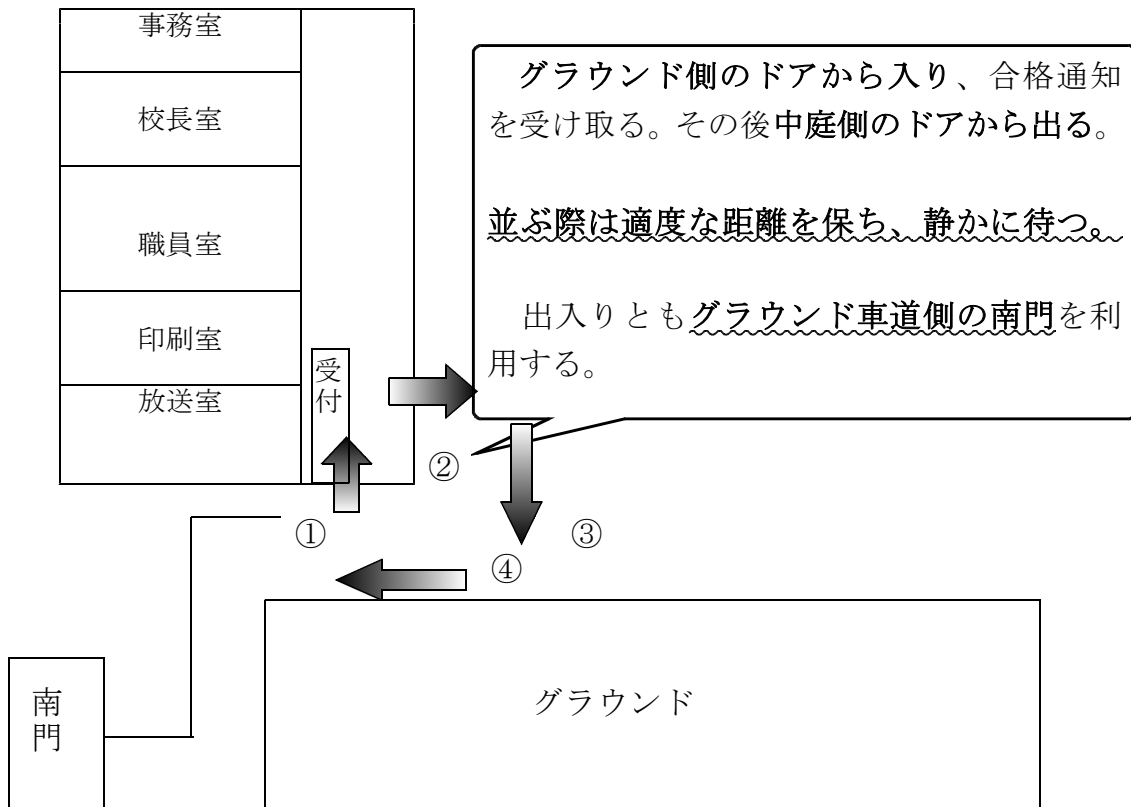 事務室
校長室
職員室
印刷室
放送室
受付
グラウンド側のドアから入り、合格通知
を受け取る。その後中庭側のドアから出る。
並ぶ際は適度な距離を保ち、静かに待つ。
出入りともグラウンド車道側の南門を利
用する。
②
①
③
④
南門
グラウンド